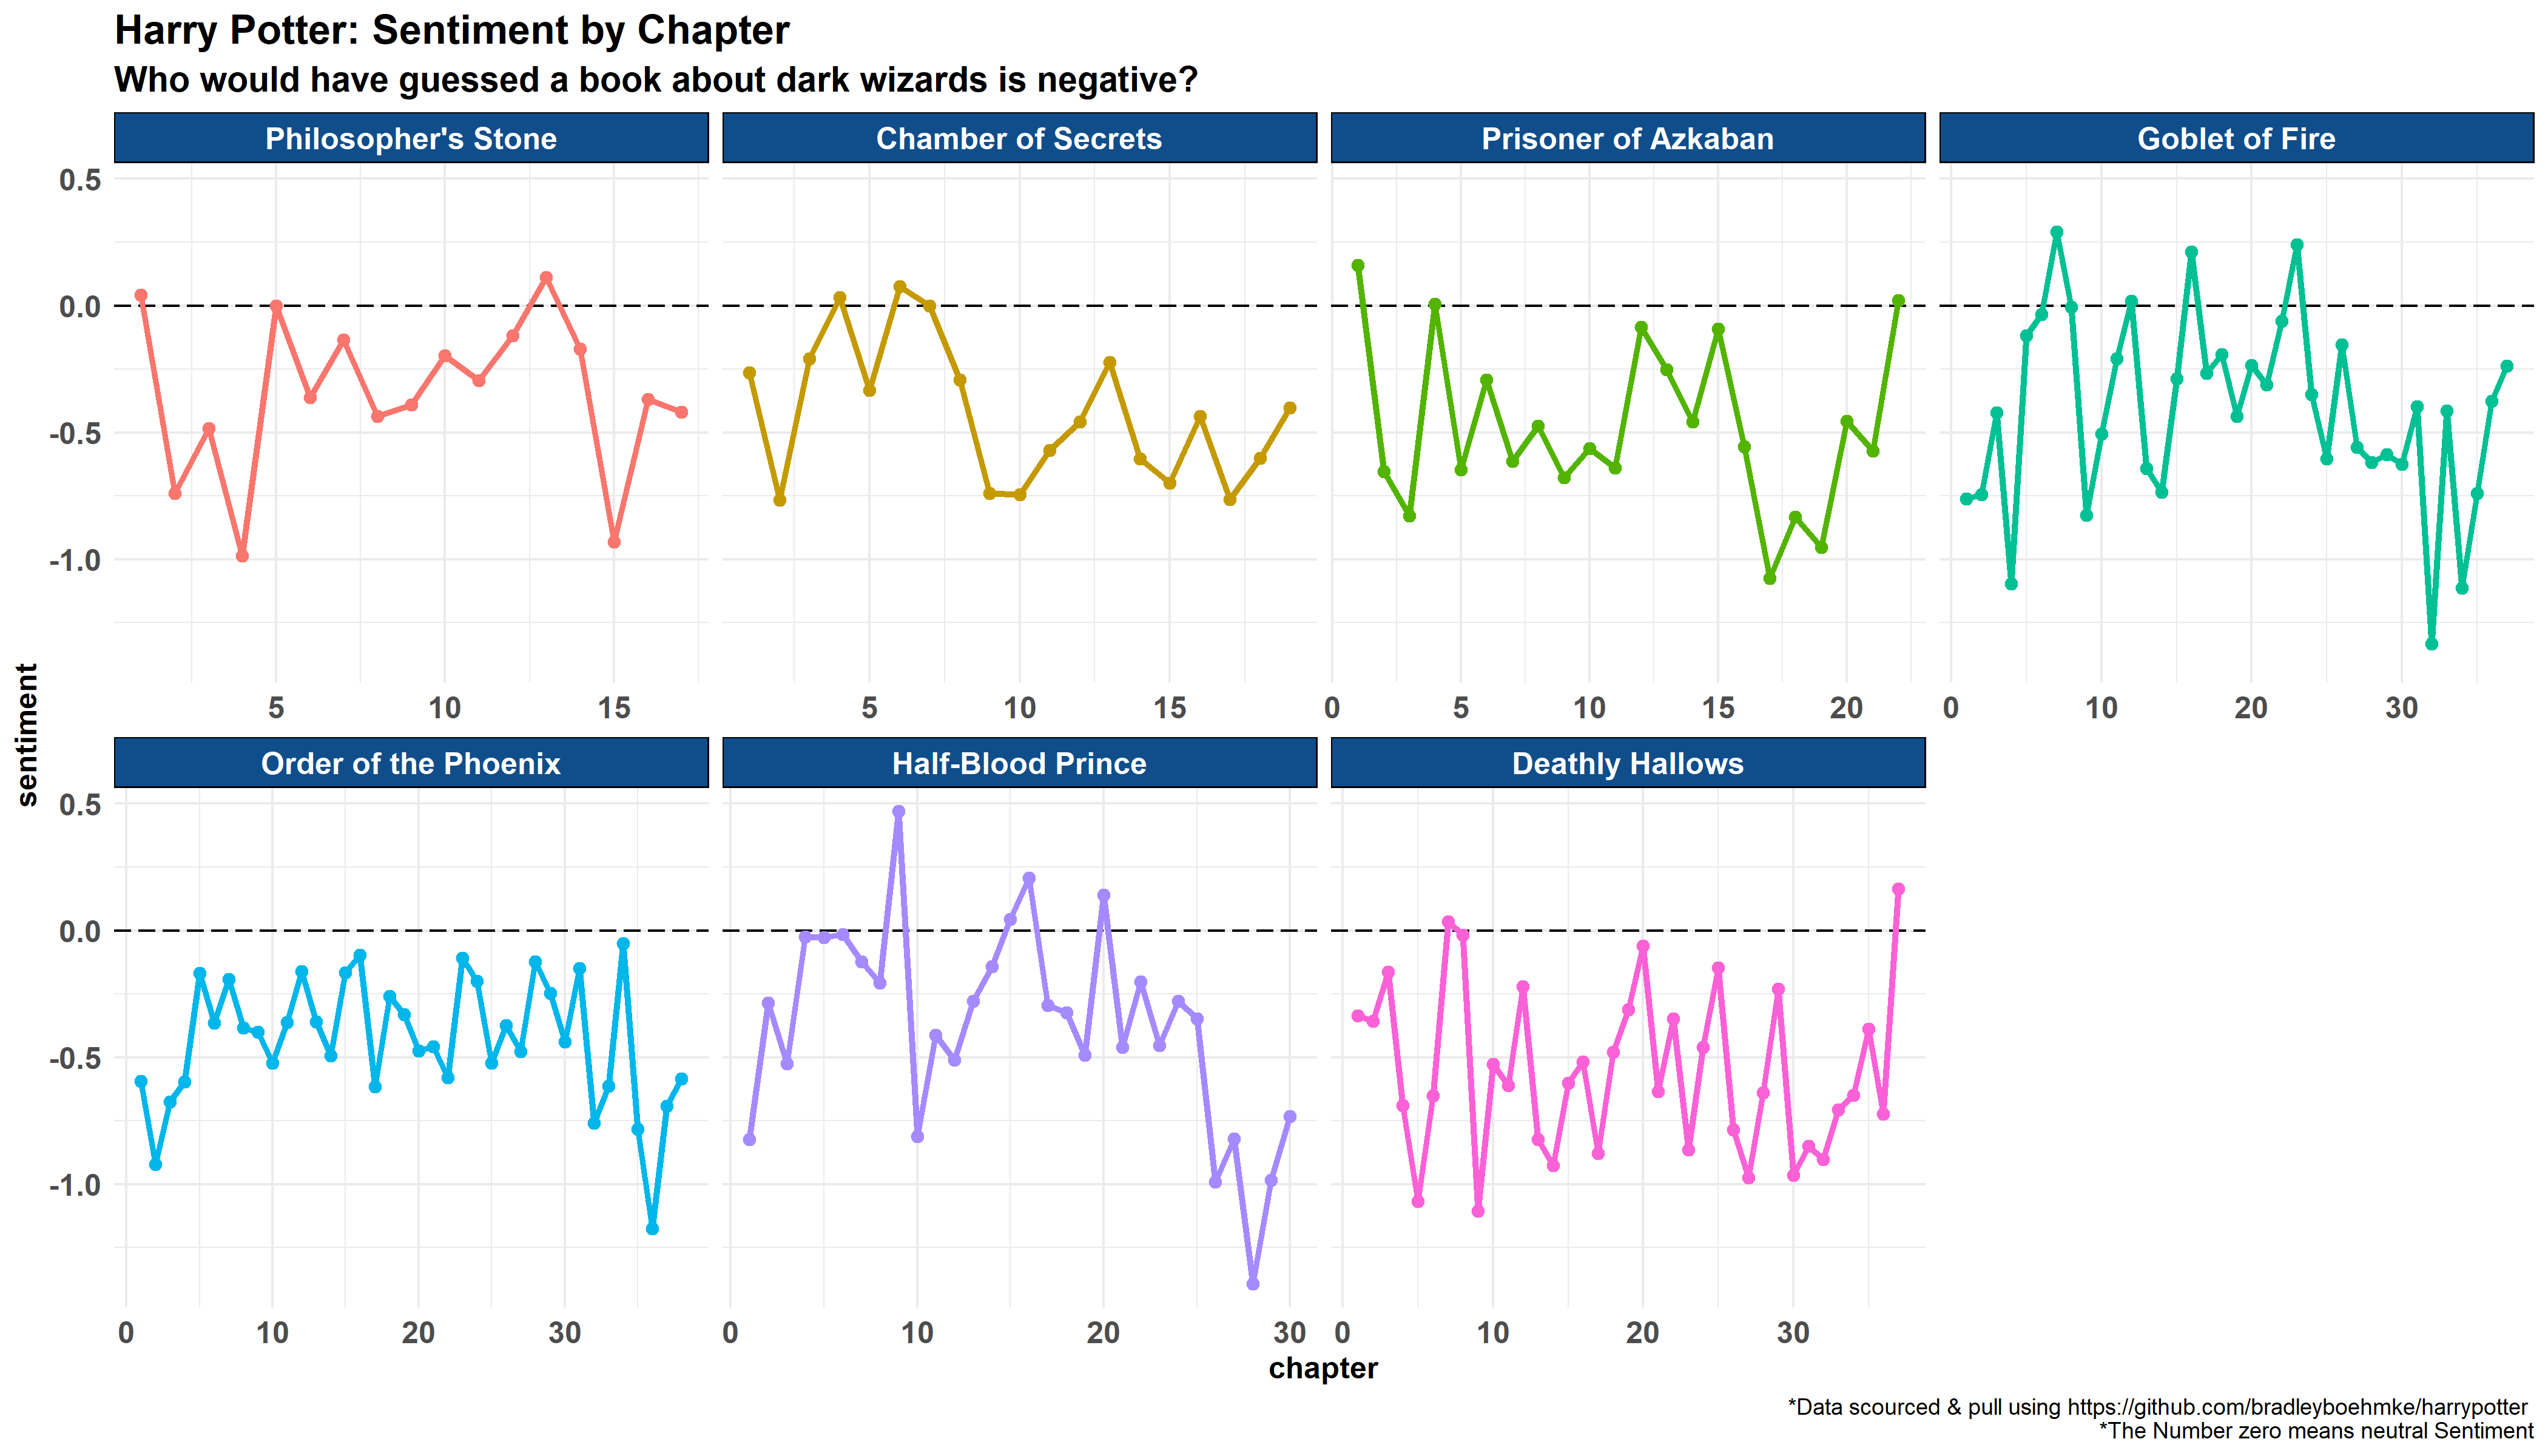 Harry Potter: Sentiment by Chapter
Who would have guessed a book about dark wizards is negative?
Philosopher's Stone
Chamber of Secrets
Prisoner of Azkaban
Goblet of Fire
0.5
0.0
-0.5
-1.0
5 10 15
5 10 15
0 5 10 15 20
0 10 20 30
sentiment
Order of the Phoenix
Half-Blood Prince
Deathly Hallows
0.5
0.0
-0.5
-1.0
0 10 20 30
0 10 20 30
0 10 20 30
chapter
*Data scourced & pull using https://github.com/bradleyboehmke/harrypotter
*The Number zero means neutral Sentiment